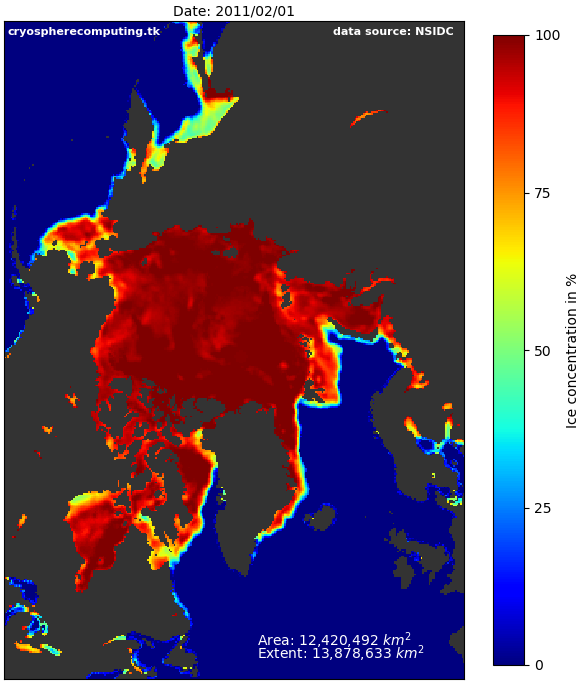 Date: 2011/02/01
cryospherecomputing.tk
data source: NSIDC
100
75
50
25
0
Ice concentration in %
Area: 12,420,492 km²
Extent: 13,878,633 km²